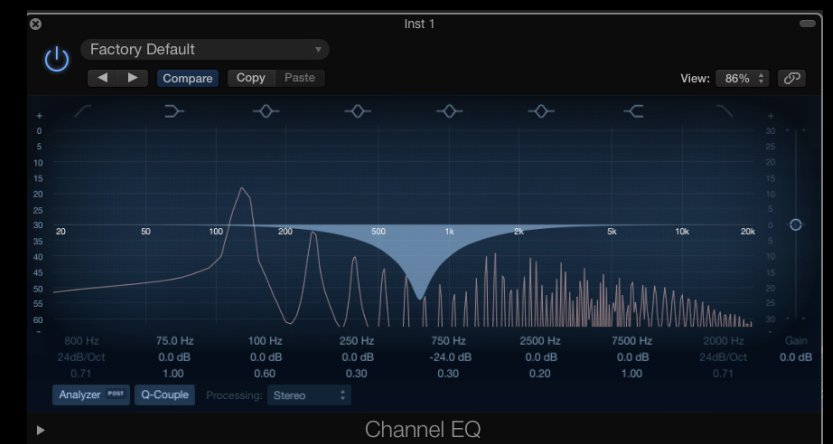 Inst 1
Factory Default
Compare Copy Paste View: 86%
+ +
0 30
5 25
10 20
15 15
20 10
25 5
30 20 50 100 200 500 1k 2k 5k 10k 20k 0
35 5
40 10
45 15
50 20
55 25
60 30
- -
800 Hz 75.0 Hz 100 Hz 250 Hz 750 Hz 2500 Hz 7500 Hz 2000 Hz Gain
24dB/Oct 0.0 dB 0.0 dB 0.0 dB -24.0 dB 0.0 dB 0.0 dB 24dB/Oct 0.0 dB
0.71 1.00 0.60 0.30 0.30 0.20 1.00 0.71
Analyzer POST Q-Couple Processing: Stereo
Channel EQ